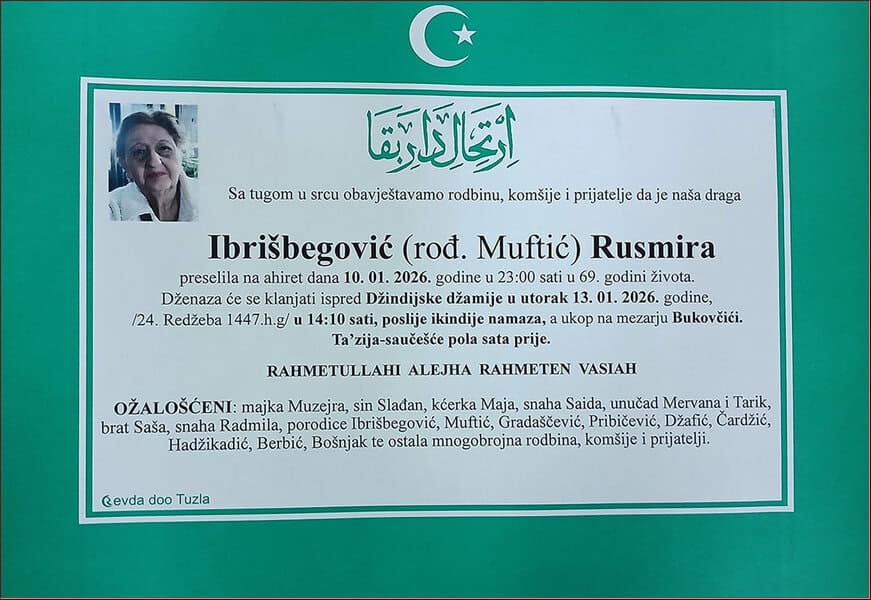 اِرْتِحَالِ دَارِ بَقَا
Sa tugom u srcu obavještavamo rodbinu, komšije i prijatelje da je naša draga
Ibrišbegović (rođ. Muftić) Rusmira
preselila na ahiret dana 10. 01. 2026. godine u 23:00 sati u 69. godini života.
Dženaza će se klanjati ispred Džindijske džamije u utorak 13. 01. 2026. godine,
/24. Redžeba 1447.h.g/ u 14:10 sati, poslije ikindije namaza, a ukop na mezarju Bukovčići.
Ta’zija-saučešće pola sata prije.
RAHMETULLAHI ALEJHA RAHMETEN VASIAH
OŽALOŠĆENI: majka Muzejra, sin Slađan, kćerka Maja, snaha Saida, unučad Mervana i Tarik,
brat Saša, snaha Radmila, porodice Ibrišbegović, Muftić, Gradaščević, Pribičević, Džafić, Čardžić,
Hadžikadić, Berbić, Bošnjak te ostala mnogobrojna rodbina, komšije i prijatelji.
evda doo Tuzla